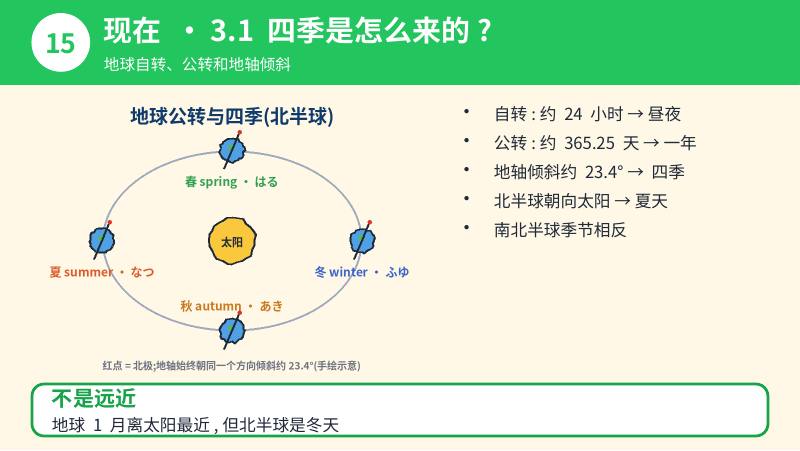 15
现在 · 3.1 四季是怎么来的？
地球自转、公转和地轴倾斜
地球公转与四季(北半球)
春 spring · はる
太阳
夏 summer · なつ
冬 winter · ふゆ
秋 autumn · あき
红点 = 北极;地轴始终朝同一个方向倾斜约 23.4°(手绘示意)
• 自转 : 约 24 小时 → 昼夜
• 公转 : 约 365.25 天 → 一年
• 地轴倾斜约 23.4° → 四季
• 北半球朝向太阳 → 夏天
• 南北半球季节相反
不是远近
地球 1 月离太阳最近 , 但北半球是冬天